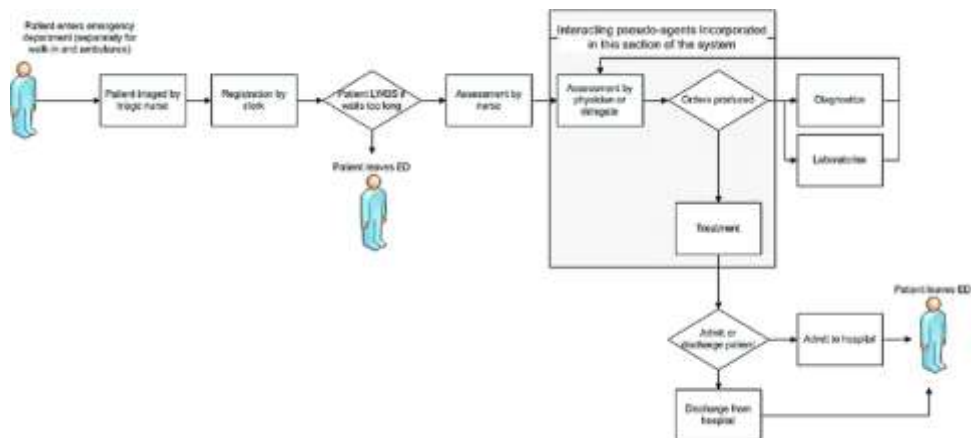 Patient enters emergency
department (separately for
walk-in and ambulance)
Patient triaged by
triage nurse
Registration by
clerk
Patient LWBS if
waits too long
Patient leaves ED
Assessment by
nurse
Interacting pseudo-agents incorporated
in this section of the system
Assessment by
physician or
delegate
Orders produced
Diagnostics
Laboratories
Treatment
Admit or
discharge patient
Admit to hospital
Patient leaves ED
Discharge from
hospital